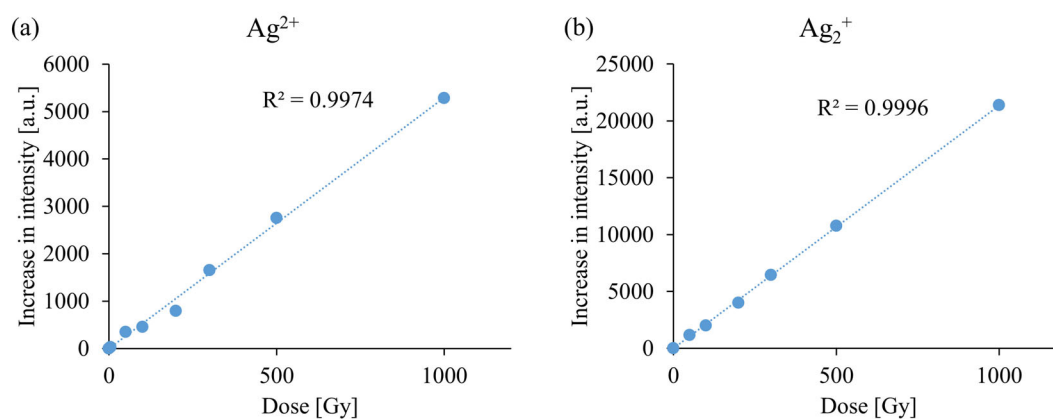 (a)
Ag²⁺
Increase in intensity [a.u.]
6000
5000
4000
3000
2000
1000
0
R² = 0.9974
0 500 1000
Dose [Gy]
(b)
Ag₂⁺
Increase in intensity [a.u.]
25000
20000
15000
10000
5000
0
R² = 0.9996
0 500 1000
Dose [Gy]